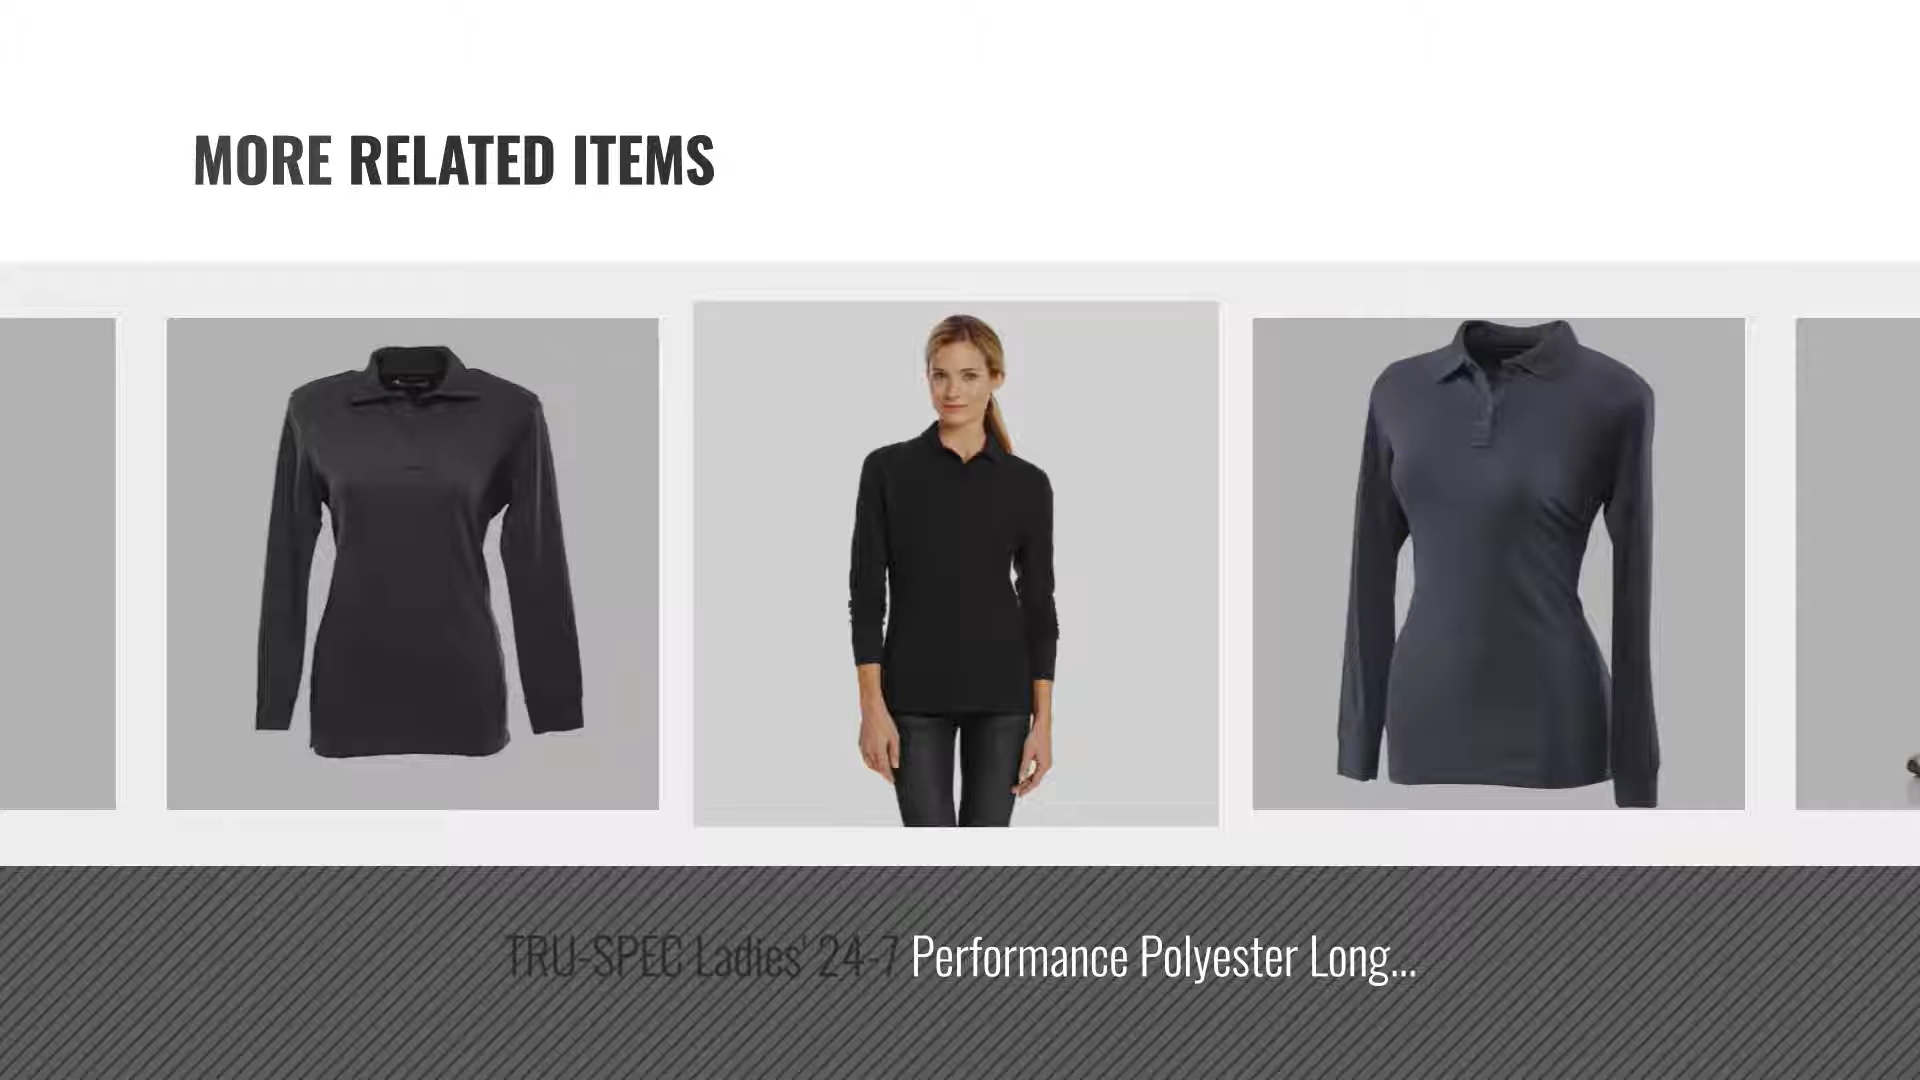 MORE RELATED ITEMS
TRU-SPEC Ladies' 24-7 Performance Polyester Long...